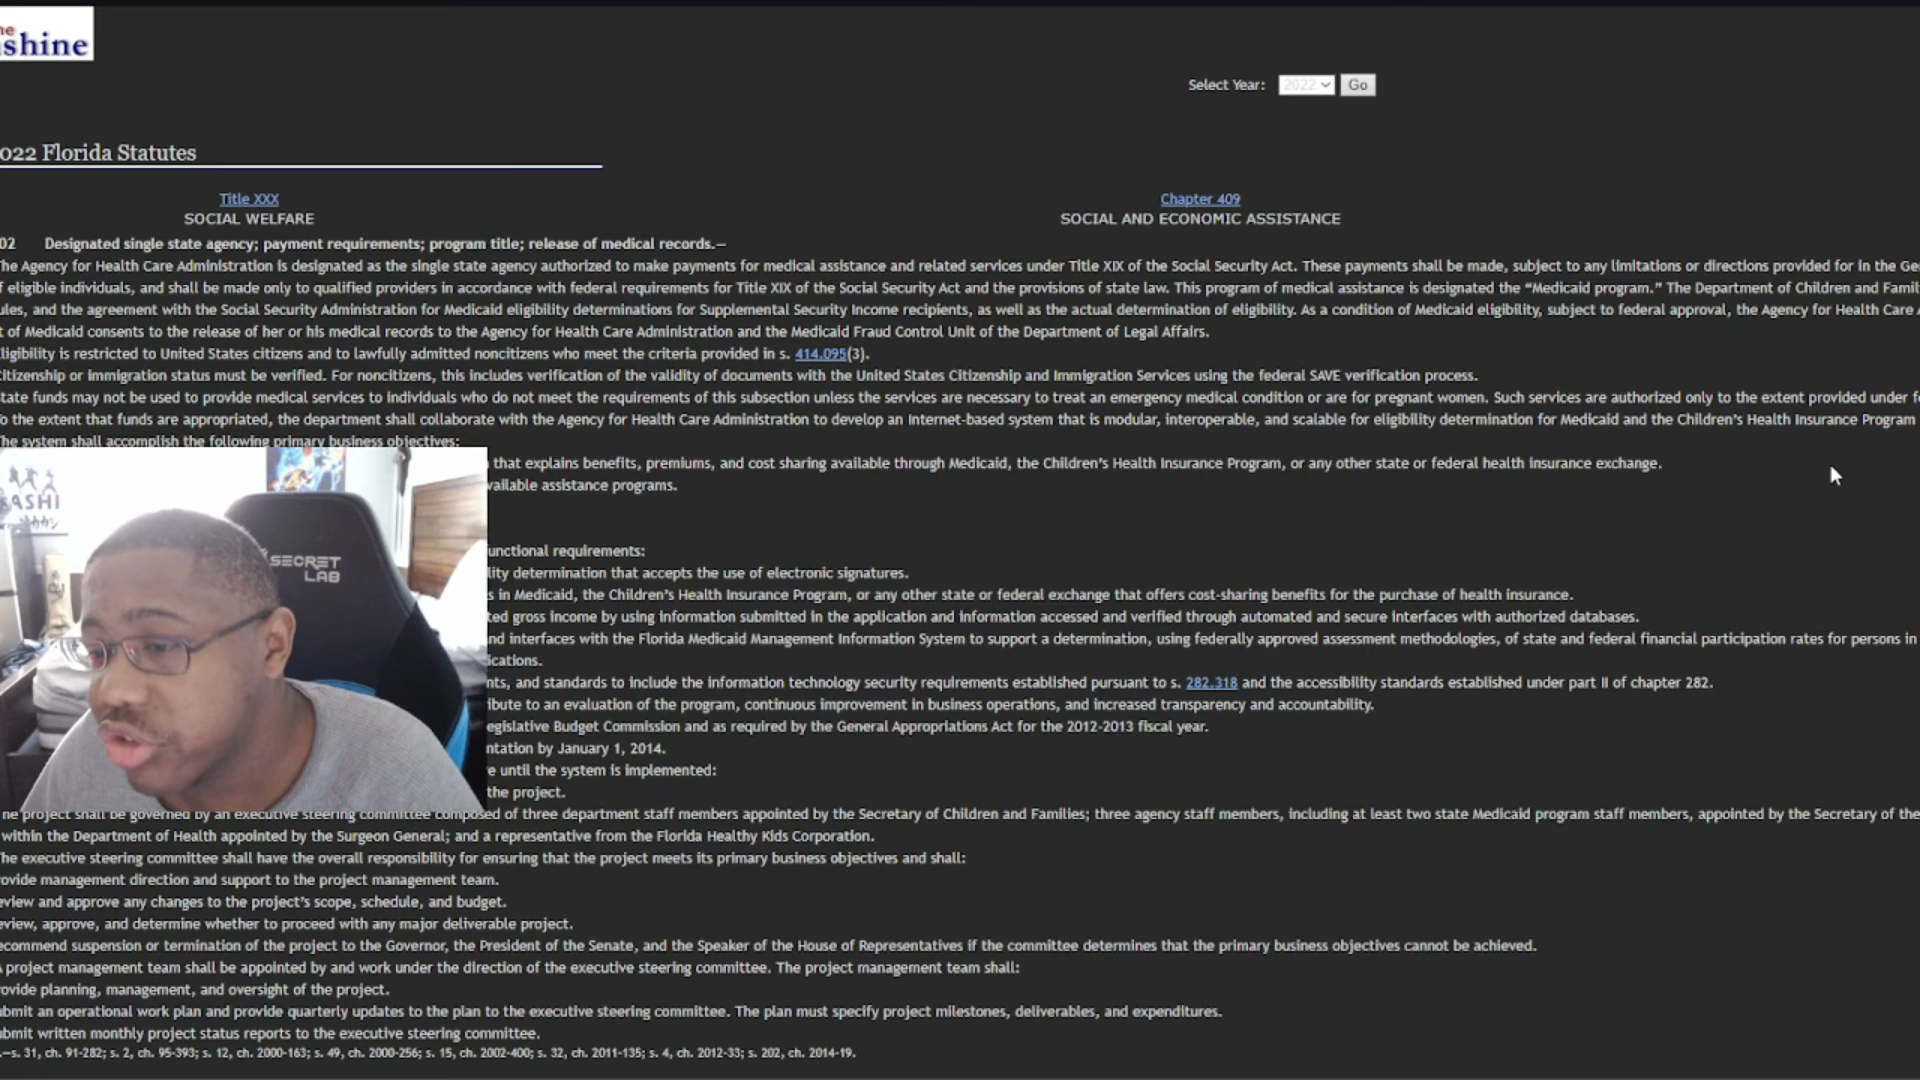 he
shine
Select Year: 2022 Go
022 Florida Statutes
Title XXX
SOCIAL WELFARE
Chapter 409
SOCIAL AND ECONOMIC ASSISTANCE
02 Designated single state agency; payment requirements; program title; release of medical records.—
The Agency for Health Care Administration is designated as the single state agency authorized to make payments for medical assistance and related services under Title XIX of the Social Security Act. These payments shall be made, subject to any limitations or directions provided for in the Ge
f eligible individuals, and shall be made only to qualified providers in accordance with federal requirements for Title XIX of the Social Security Act and the provisions of state law. This program of medical assistance is designated the “Medicaid program.” The Department of Children and Famil
ules, and the agreement with the Social Security Administration for Medicaid eligibility determinations for Supplemental Security Income recipients, as well as the actual determination of eligibility. As a condition of Medicaid eligibility, subject to federal approval, the Agency for Health Care A
t of Medicaid consents to the release of her or his medical records to the Agency for Health Care Administration and the Medicaid Fraud Control Unit of the Department of Legal Affairs.
ligibility is restricted to United States citizens and to lawfully admitted noncitizens who meet the criteria provided in s. 414.095(3).
Citizenship or immigration status must be verified. For noncitizens, this includes verification of the validity of documents with the United States Citizenship and Immigration Services using the federal SAVE verification process.
State funds may not be used to provide medical services to individuals who do not meet the requirements of this subsection unless the services are necessary to treat an emergency medical condition or are for pregnant women. Such services are authorized only to the extent provided under f
o the extent that funds are appropriated, the department shall collaborate with the Agency for Health Care Administration to develop an Internet-based system that is modular, interoperable, and scalable for eligibility determination for Medicaid and the Children’s Health Insurance Program
The system shall accomplish the following primary business objectives:
that explains benefits, premiums, and cost sharing available through Medicaid, the Children’s Health Insurance Program, or any other state or federal health insurance exchange.
vailable assistance programs.
unctional requirements:
lity determination that accepts the use of electronic signatures.
s in Medicaid, the Children’s Health Insurance Program, or any other state or federal exchange that offers cost-sharing benefits for the purchase of health insurance.
ted gross income by using information submitted in the application and information accessed and verified through automated and secure interfaces with authorized databases.
nd interfaces with the Florida Medicaid Management Information System to support a determination, using federally approved assessment methodologies, of state and federal financial participation rates for persons in
ications.
nts, and standards to include the information technology security requirements established pursuant to s. 282.318 and the accessibility standards established under part II of chapter 282.
ibute to an evaluation of the program, continuous improvement in business operations, and increased transparency and accountability.
egislative Budget Commission and as required by the General Appropriations Act for the 2012-2013 fiscal year.
ntation by January 1, 2014.
e until the system is implemented:
the project.
SECRET
LAB
he project shall be governed by an executive steering committee composed of three department staff members appointed by the Secretary of Children and Families; three agency staff members, including at least two state Medicaid program staff members, appointed by the Secretary of the
within the Department of Health appointed by the Surgeon General; and a representative from the Florida Healthy Kids Corporation.
The executive steering committee shall have the overall responsibility for ensuring that the project meets its primary business objectives and shall:
ovide management direction and support to the project management team.
eview and approve any changes to the project’s scope, schedule, and budget.
eview, approve, and determine whether to proceed with any major deliverable project.
ecommend suspension or termination of the project to the Governor, the President of the Senate, and the Speaker of the House of Representatives if the committee determines that the primary business objectives cannot be achieved.
A project management team shall be appointed by and work under the direction of the executive steering committee. The project management team shall:
ovide planning, management, and oversight of the project.
ubmit an operational work plan and provide quarterly updates to the plan to the executive steering committee. The plan must specify project milestones, deliverables, and expenditures.
ubmit written monthly project status reports to the executive steering committee.
.—s. 31, ch. 91-282; s. 2, ch. 95-393; s. 12, ch. 2000-163; s. 49, ch. 2000-256; s. 15, ch. 2002-400; s. 32, ch. 2011-135; s. 4, ch. 2012-33; s. 202, ch. 2014-19.